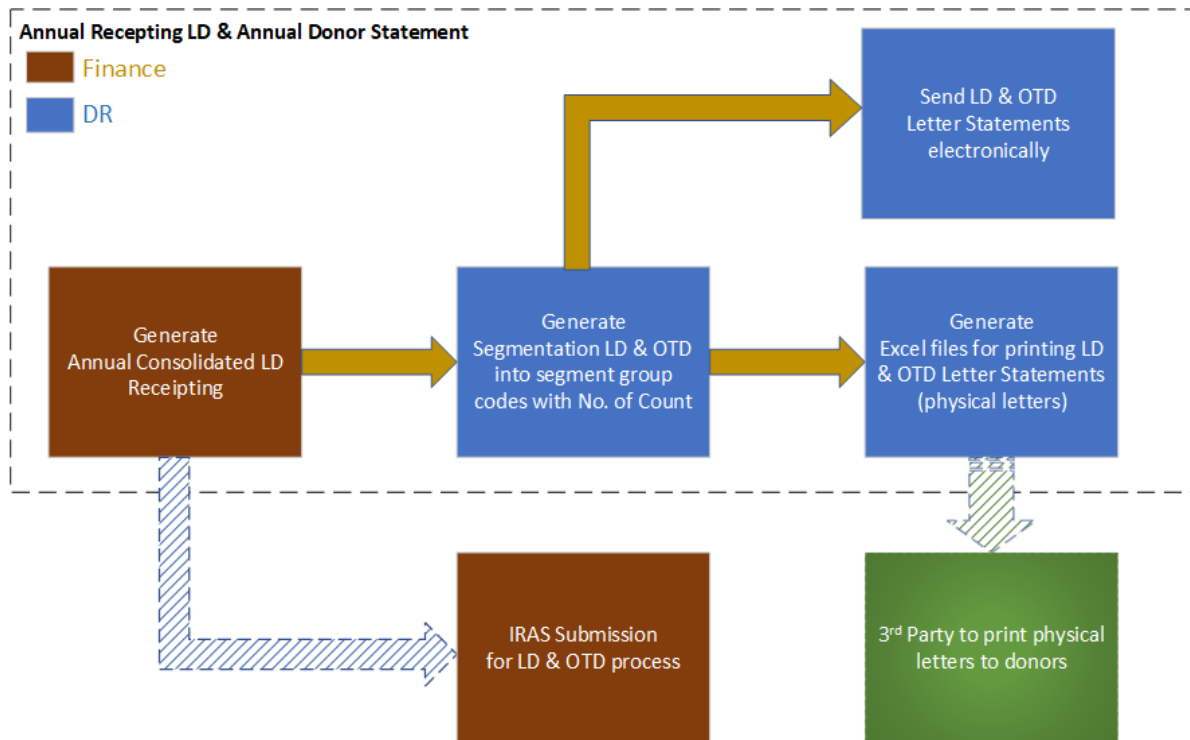 Annual Recepting LD & Annual Donor Statement
Finance
DR
Send LD & OTD
Letter Statements
electronically
Generate
Annual Consolidated LD
Receipting
Generate
Segmentation LD & OTD
into segment group
codes with No. of Count
Generate
Excel files for printing LD
& OTD Letter Statements
(physical letters)
IRAS Submission
for LD & OTD process
3rd Party to print physical
letters to donors